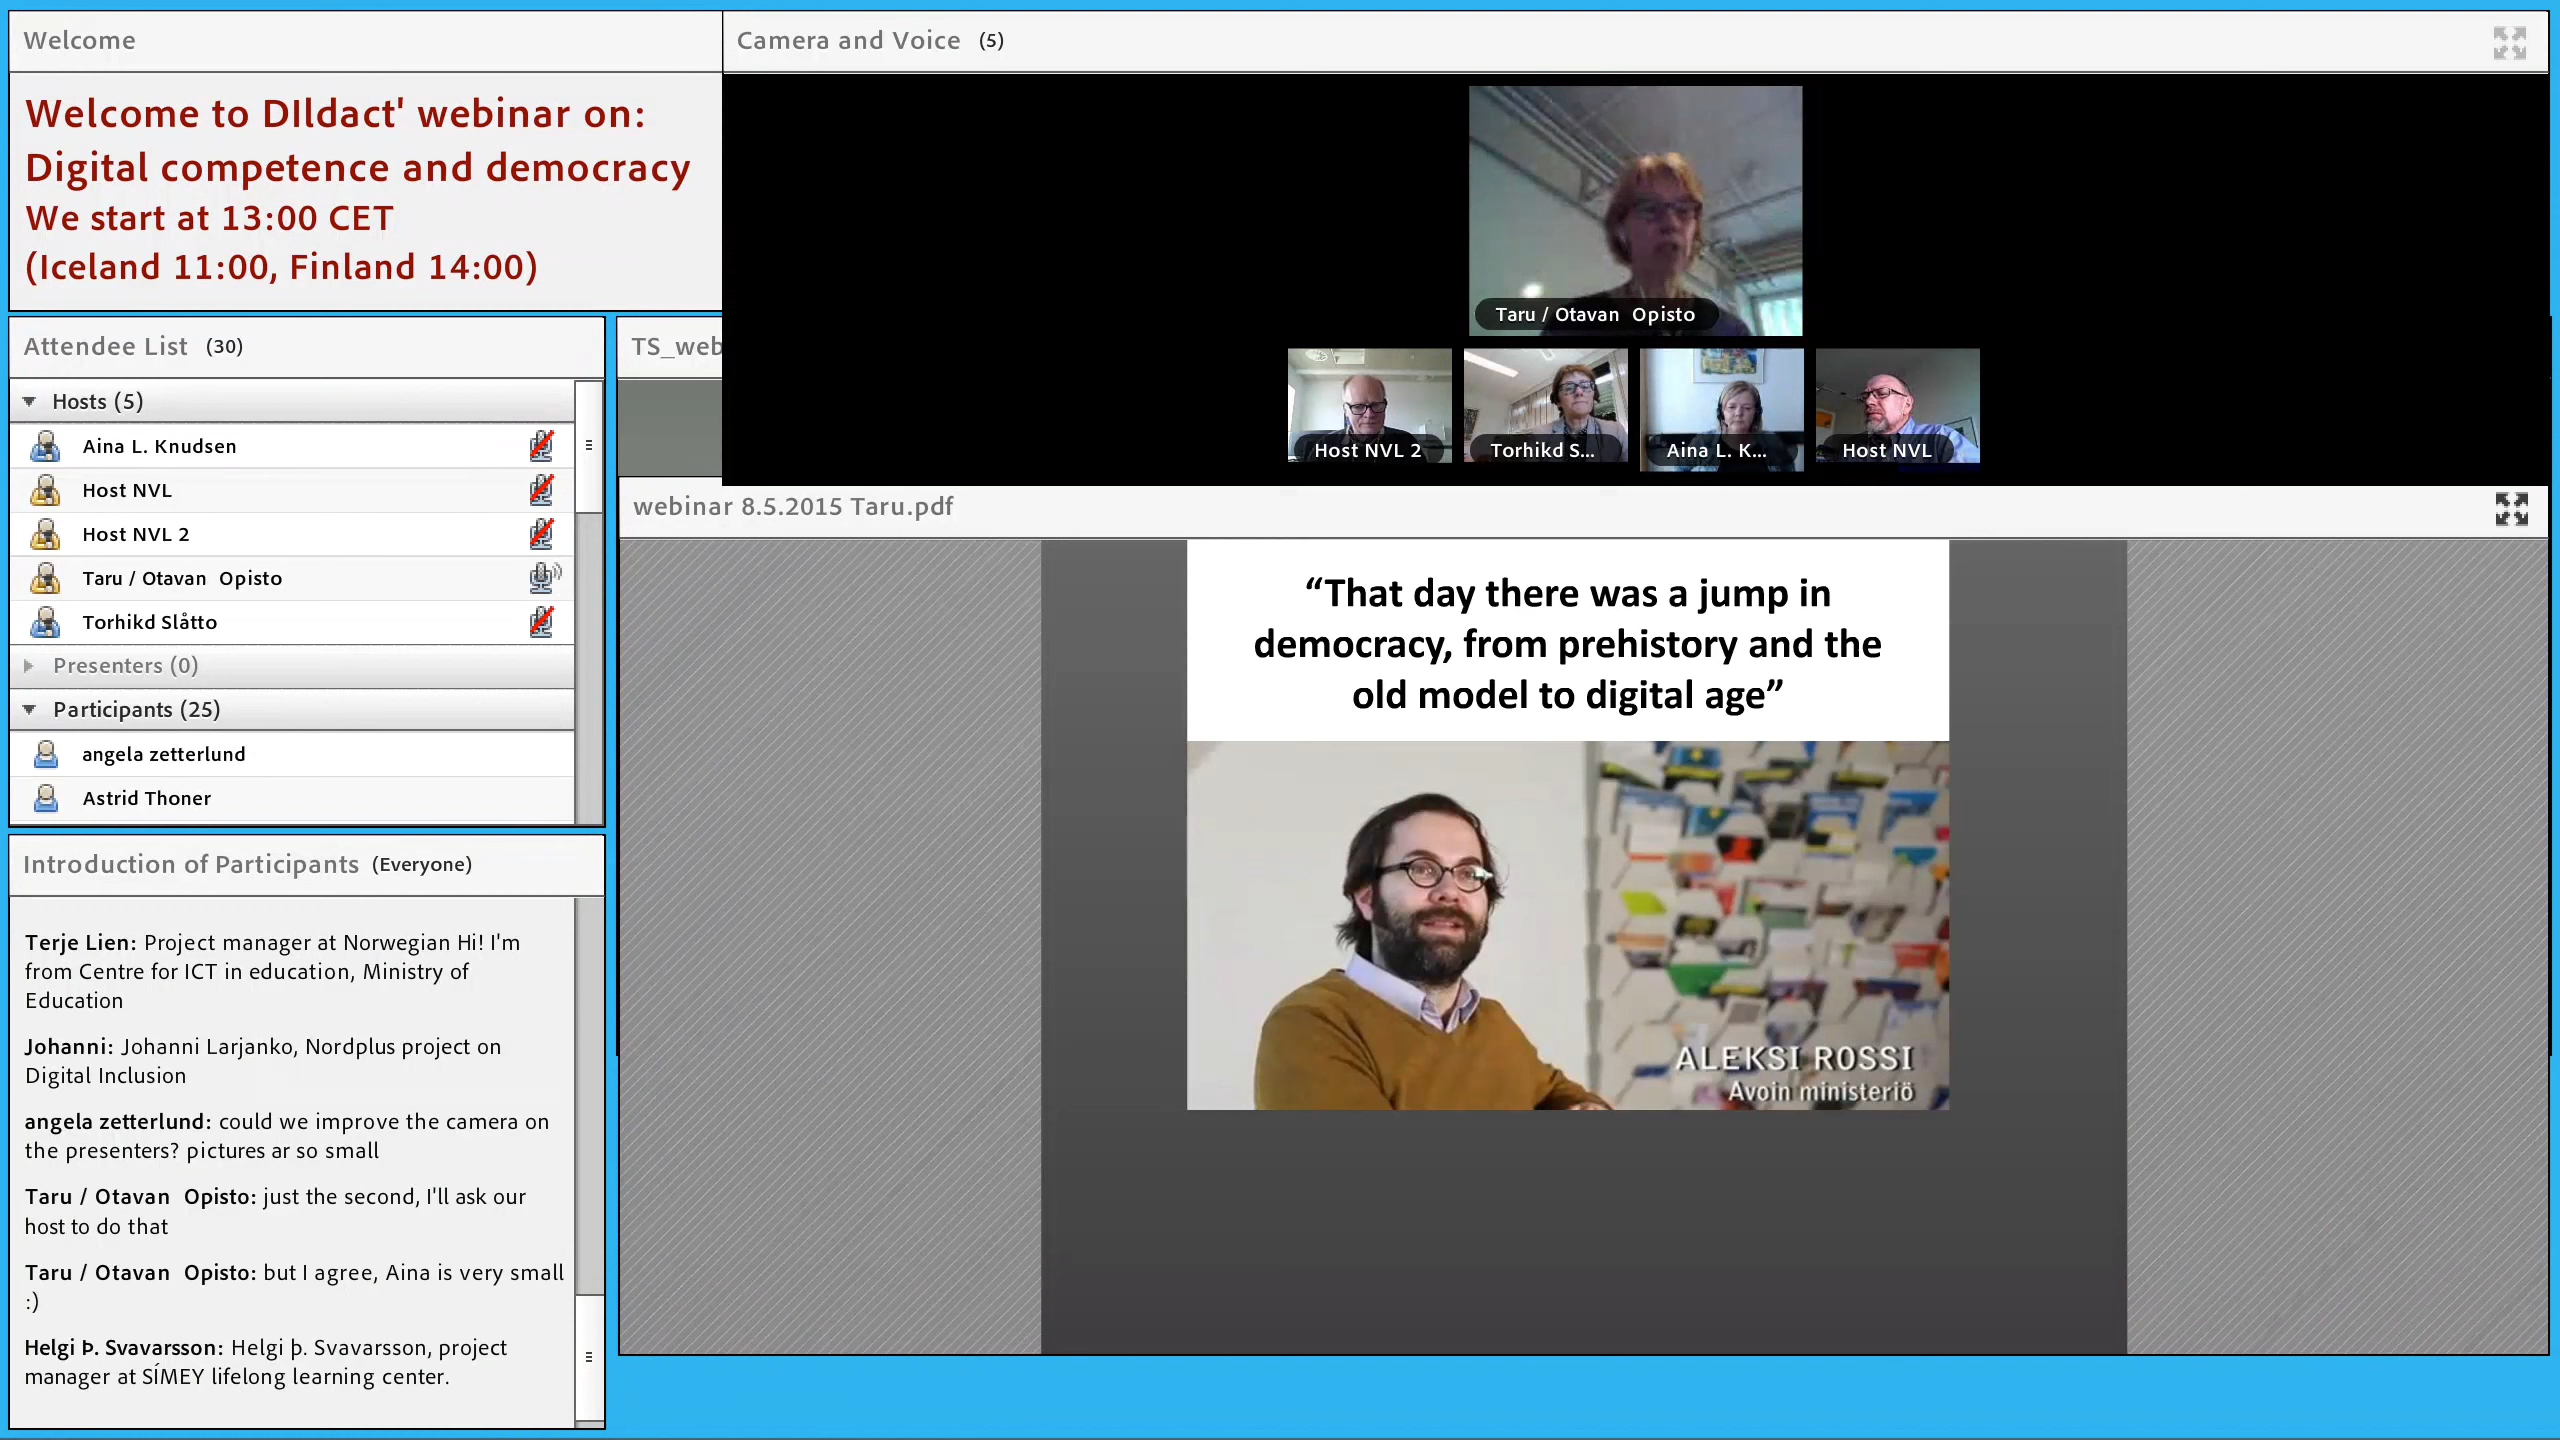 Welcome
Welcome to DIldact' webinar on:
Digital competence and democracy
We start at 13:00 CET
(Iceland 11:00, Finland 14:00)
Camera and Voice (5)
Taru / Otavan  Opisto
Host NVL 2
Torhikd S...
Aina L. K...
Host NVL
Attendee List (30)
Hosts (5)
Aina L. Knudsen
Host NVL
Host NVL 2
Taru / Otavan  Opisto
Torhikd Slåtto
Presenters (0)
Participants (25)
angela zetterlund
Astrid Thoner
TS_web
webinar 8.5.2015 Taru.pdf
“That day there was a jump in
democracy, from prehistory and the
old model to digital age”
ALEKSI ROSSI
Avoin ministeriö
Introduction of Participants (Everyone)
Terje Lien: Project manager at Norwegian Hi! I'm
from Centre for ICT in education, Ministry of
Education
Johanni: Johanni Larjanko, Nordplus project on
Digital Inclusion
angela zetterlund: could we improve the camera on
the presenters? pictures ar so small
Taru / Otavan  Opisto: just the second, I'll ask our
host to do that
Taru / Otavan  Opisto: but I agree, Aina is very small
:)
Helgi Þ. Svavarsson: Helgi þ. Svavarsson, project
manager at SÍMEY lifelong learning center.